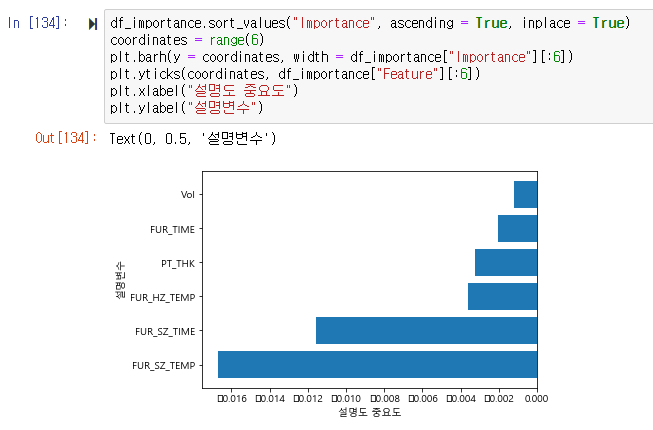 In [134]:
df_importance.sort_values("Importance", ascending = True, inplace = True)
coordinates = range(6)
plt.barh(y = coordinates, width = df_importance["Importance"][:6])
plt.yticks(coordinates, df_importance["Feature"][:6])
plt.xlabel("설명도 중요도")
plt.ylabel("설명변수")
Out[134]: Text(0, 0.5, '설명변수')
Vol
FUR_TIME
PT_THK
FUR_HZ_TEMP
FUR_SZ_TIME
FUR_SZ_TEMP
설명변수
▯0.016 ▯0.014 ▯0.012 ▯0.010 ▯0.008 ▯0.006 ▯0.004 ▯0.002 0.000
설명도 중요도